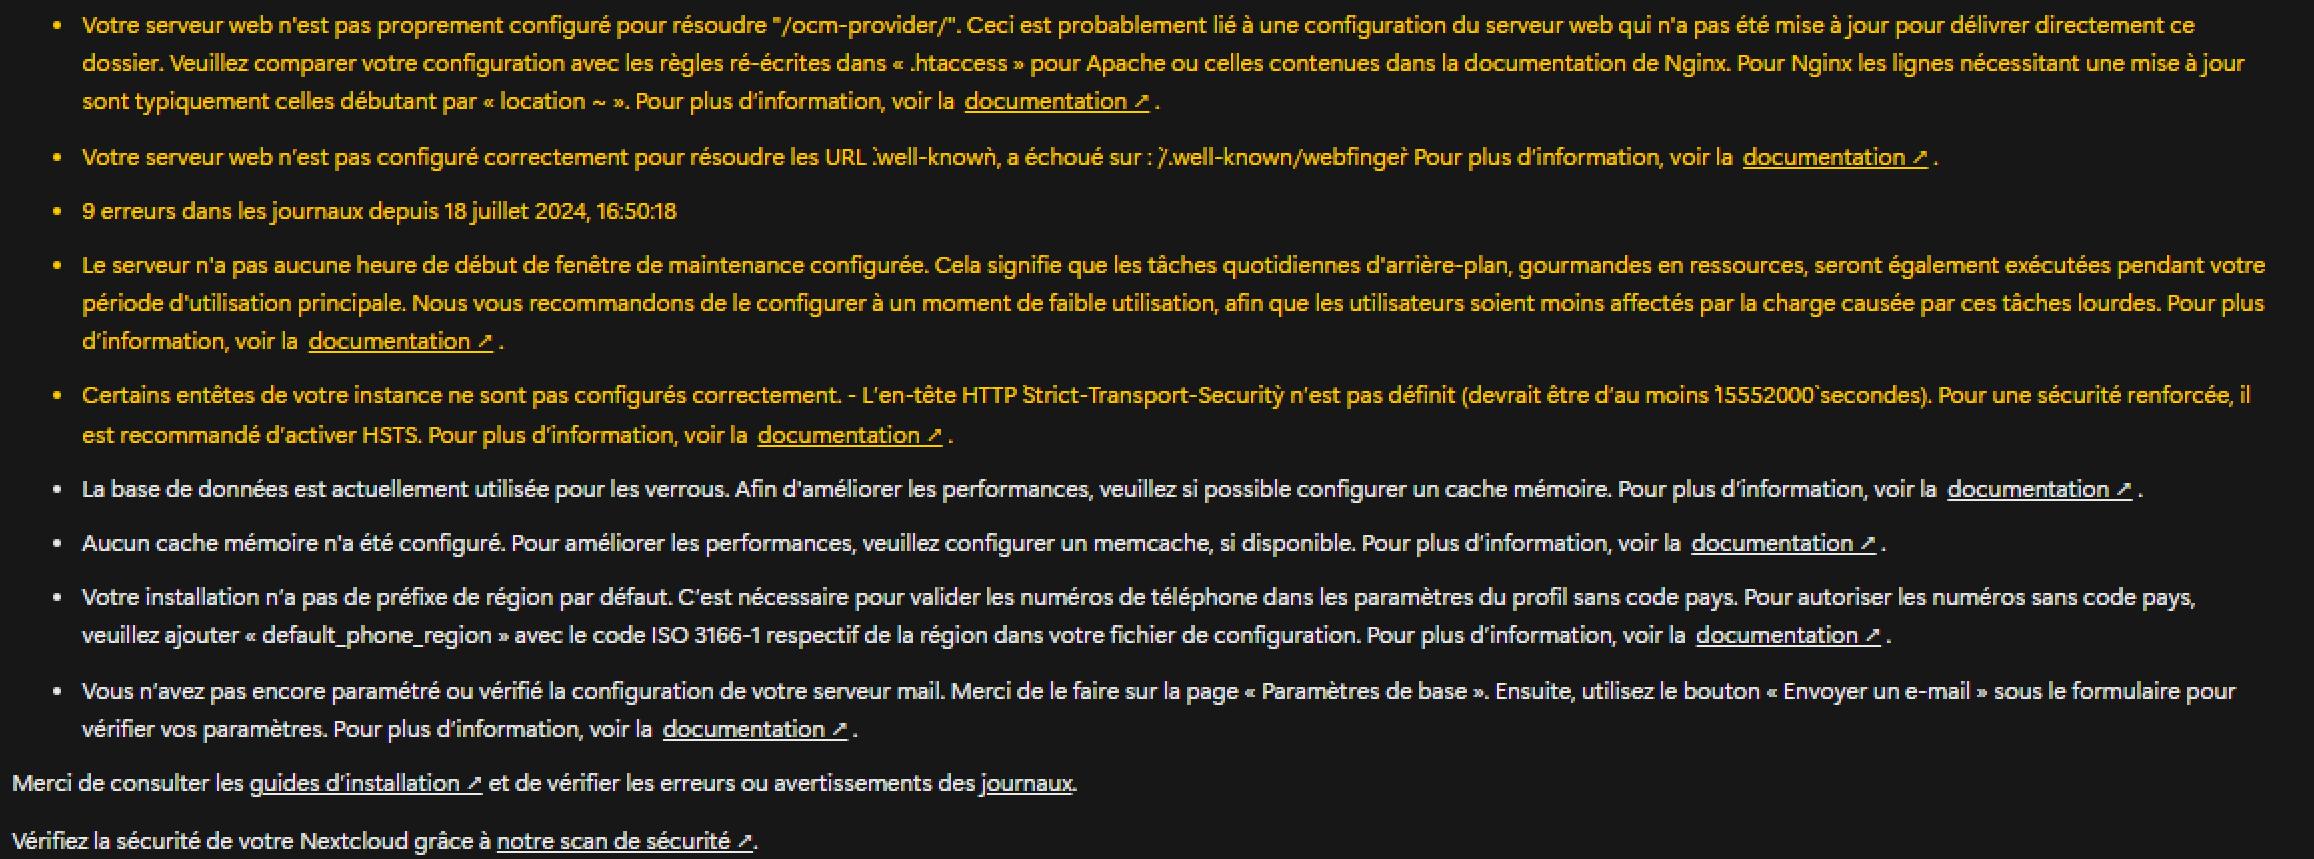 • Votre serveur web n'est pas proprement configuré pour résoudre "/ocm-provider/". Ceci est probablement lié à une configuration du serveur web qui n'a pas été mise à jour pour délivrer directement ce
dossier. Veuillez comparer votre configuration avec les règles ré-écrites dans « .htaccess » pour Apache ou celles contenues dans la documentation de Nginx. Pour Nginx les lignes nécessitant une mise à jour
sont typiquement celles débutant par « location ~ ». Pour plus d’information, voir la documentation ↗ .
• Votre serveur web n’est pas configuré correctement pour résoudre les URL `.well-known`, a échoué sur : `/.well-known/webfinger` Pour plus d’information, voir la documentation ↗ .
• 9 erreurs dans les journaux depuis 18 juillet 2024, 16:50:18
• Le serveur n'a pas aucune heure de début de fenêtre de maintenance configurée. Cela signifie que les tâches quotidiennes d'arrière-plan, gourmandes en ressources, seront également exécutées pendant votre
période d'utilisation principale. Nous vous recommandons de le configurer à un moment de faible utilisation, afin que les utilisateurs soient moins affectés par la charge causée par ces tâches lourdes. Pour plus
d’information, voir la documentation ↗ .
• Certains entêtes de votre instance ne sont pas configurés correctement. - L’en-tête HTTP `Strict-Transport-Security` n’est pas définit (devrait être d’au moins `15552000` secondes). Pour une sécurité renforcée, il
est recommandé d’activer HSTS. Pour plus d’information, voir la documentation ↗ .
• La base de données est actuellement utilisée pour les verrous. Afin d'améliorer les performances, veuillez si possible configurer un cache mémoire. Pour plus d’information, voir la documentation ↗ .
• Aucun cache mémoire n'a été configuré. Pour améliorer les performances, veuillez configurer un memcache, si disponible. Pour plus d’information, voir la documentation ↗ .
• Votre installation n’a pas de préfixe de région par défaut. C’est nécessaire pour valider les numéros de téléphone dans les paramètres du profil sans code pays. Pour autoriser les numéros sans code pays,
veuillez ajouter « default_phone_region » avec le code ISO 3166-1 respectif de la région dans votre fichier de configuration. Pour plus d’information, voir la documentation ↗ .
• Vous n’avez pas encore paramétré ou vérifié la configuration de votre serveur mail. Merci de le faire sur la page « Paramètres de base ». Ensuite, utilisez le bouton « Envoyer un e-mail » sous le formulaire pour
vérifier vos paramètres. Pour plus d’information, voir la documentation ↗ .
Merci de consulter les guides d’installation ↗ et de vérifier les erreurs ou avertissements des journaux.
Vérifiez la sécurité de votre Nextcloud grâce à notre scan de sécurité ↗.